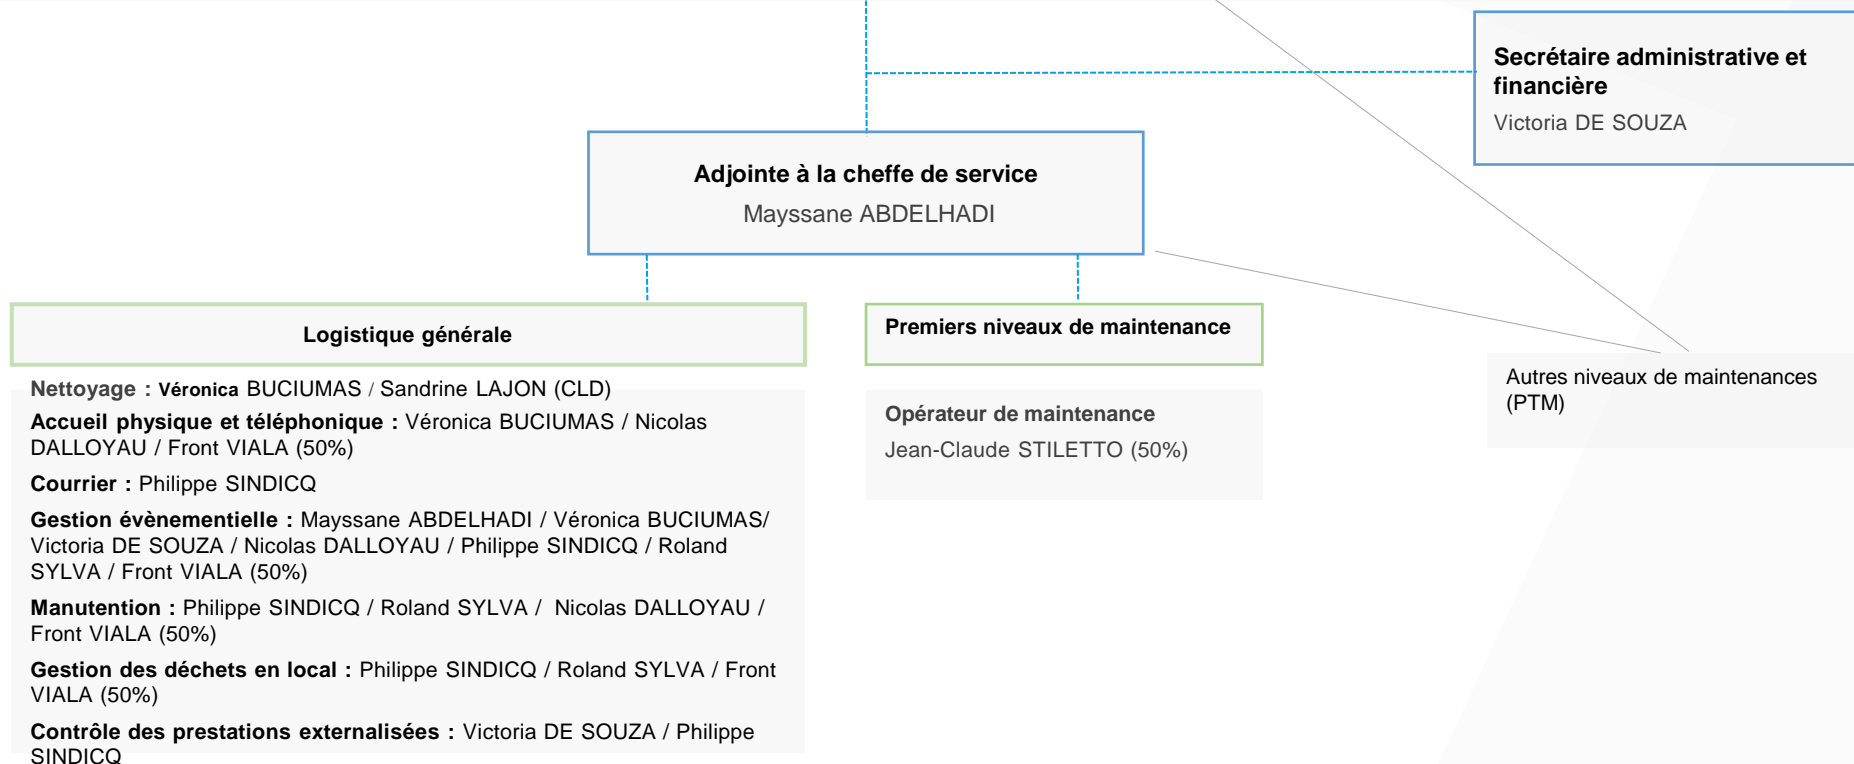 Secrétaire administrative et
financière
Victoria DE SOUZA
Adjointe à la cheffe de service
Mayssane ABDELHADI
Logistique générale
Nettoyage : Véronica BUCIUMAS / Sandrine LAJON (CLD)
Accueil physique et téléphonique : Véronica BUCIUMAS / Nicolas
DALLOYAU / Front VIALA (50%)
Courrier : Philippe SINDICQ
Gestion évènementielle : Mayssane ABDELHADI / Véronica BUCIUMAS/
Victoria DE SOUZA / Nicolas DALLOYAU / Philippe SINDICQ / Roland
SYLVA / Front VIALA (50%)
Manutention : Philippe SINDICQ / Roland SYLVA / Nicolas DALLOYAU /
Front VIALA (50%)
Gestion des déchets en local : Philippe SINDICQ / Roland SYLVA / Front
VIALA (50%)
Contrôle des prestations externalisées : Victoria DE SOUZA / Philippe
SINDICQ
Premiers niveaux de maintenance
Opérateur de maintenance
Jean-Claude STILETTO (50%)
Autres niveaux de maintenances
(PTM)